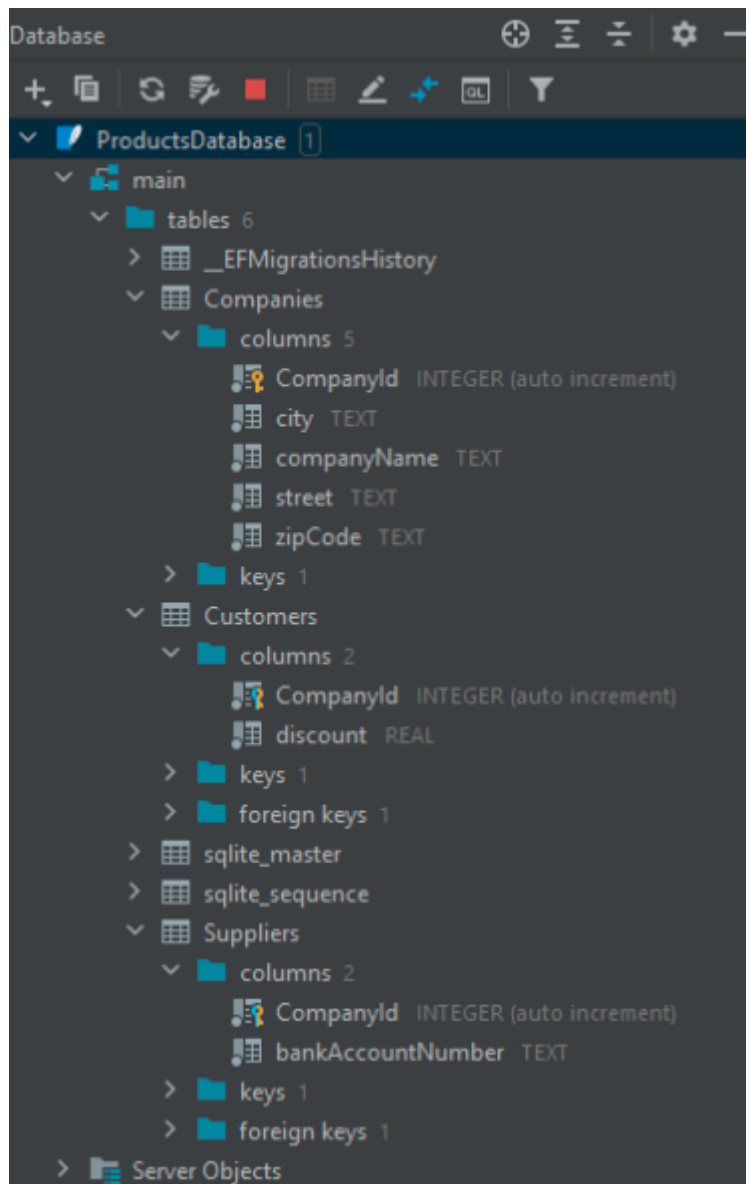 Database
QL
ProductsDatabase 1
main
tables 6
__EFMigrationsHistory
Companies
columns 5
CompanyId INTEGER (auto increment)
city TEXT
companyName TEXT
street TEXT
zipCode TEXT
keys 1
Customers
columns 2
CompanyId INTEGER (auto increment)
discount REAL
keys 1
foreign keys 1
sqlite_master
sqlite_sequence
Suppliers
columns 2
CompanyId INTEGER (auto increment)
bankAccountNumber TEXT
keys 1
foreign keys 1
Server Objects